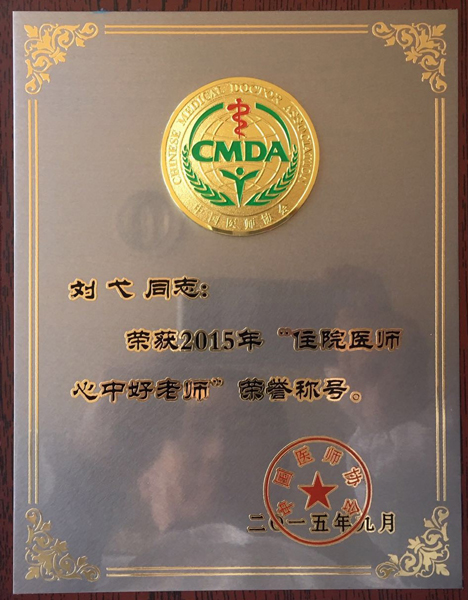 CHINESE MEDICAL DOCTOR ASSOCIATION
CMDA
中国医师协会
刘弋同志:
荣获2015年“住院医师
心中好老师”荣誉称号。
中国医师协会
二〇一五年九月